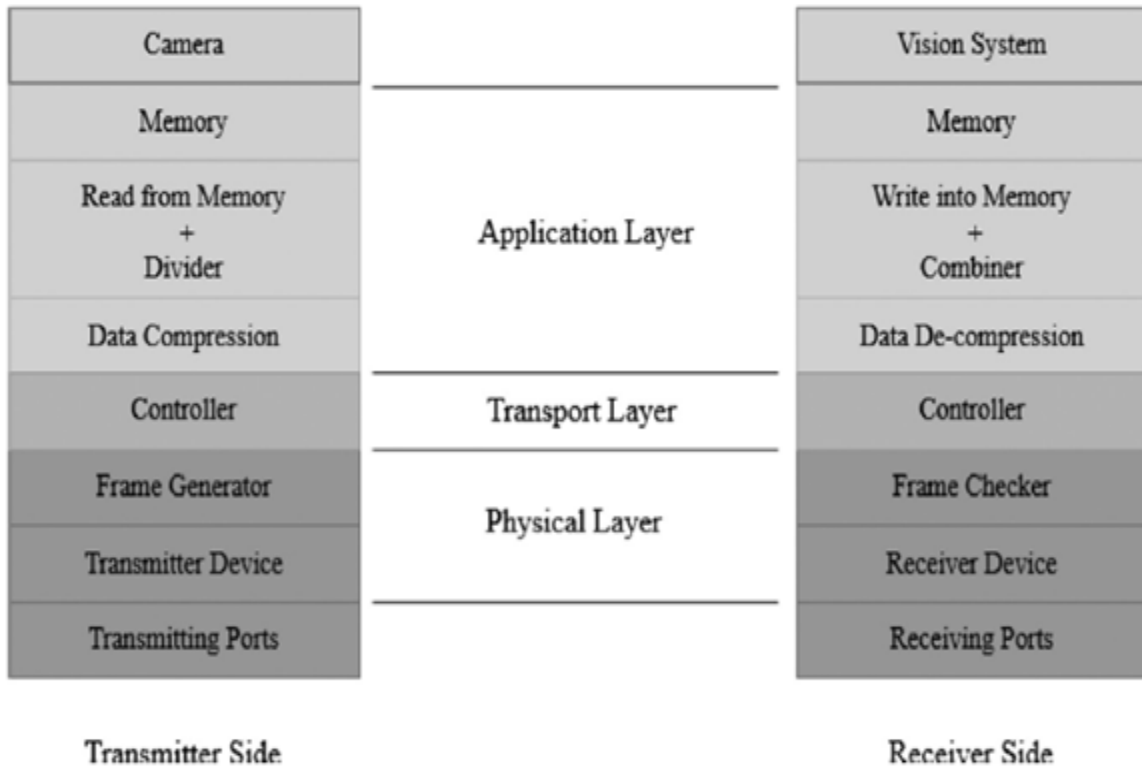 Camera
Memory
Read from Memory
+
Divider
Data Compression
Controller
Frame Generator
Transmitter Device
Transmitting Ports
Transmitter Side
Application Layer
Transport Layer
Physical Layer
Vision System
Memory
Write into Memory
+
Combiner
Data De-compression
Controller
Frame Checker
Receiver Device
Receiving Ports
Receiver Side